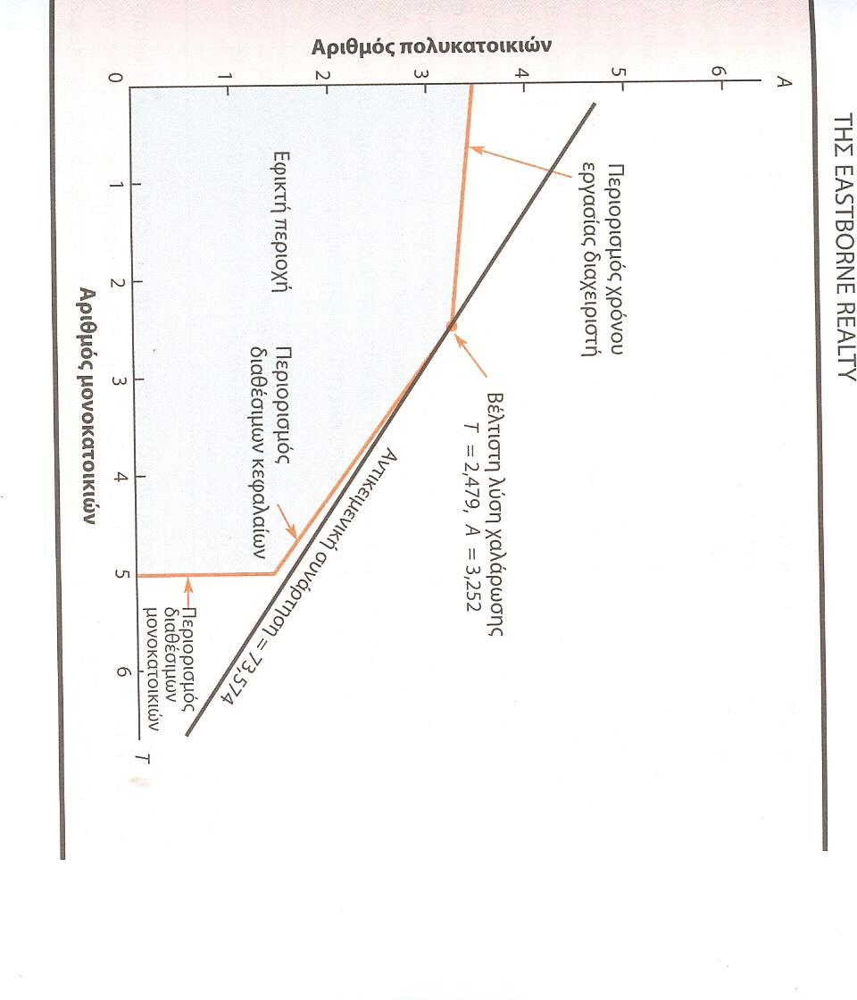 ΤΗΣ EASTBORNE REALTY
A
6
5
4
3
2
1
0
Αριθμός πολυκατοικιών
Περιορισμός χρόνου
εργασίας διαχειριστή
Βέλτιστη λύση χαλάρωσης
T = 2,479, A = 3,252
Αντικειμενική συνάρτηση = 73,574
Εφικτή περιοχή
Περιορισμός
διαθέσιμων κεφαλαίων
Περιορισμός
διαθέσιμων
μονοκατοικιών
1
2
3
4
5
6
T
Αριθμός μονοκατοικιών